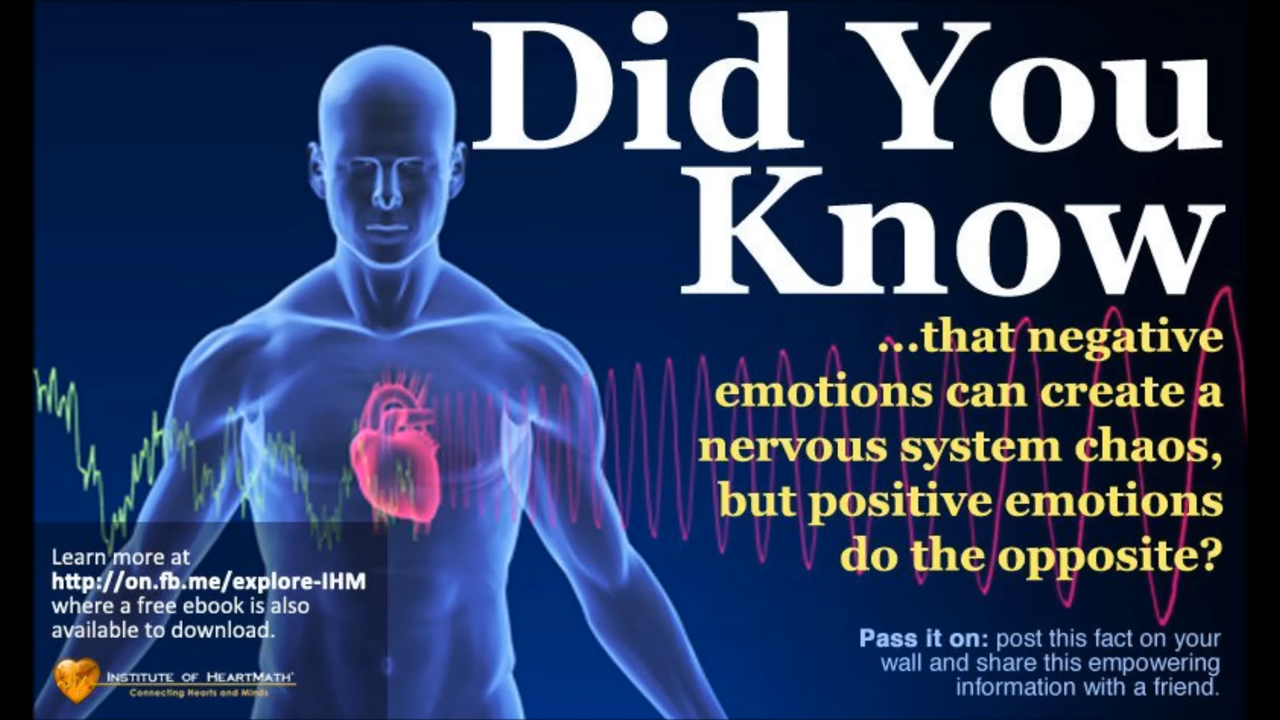 Did You
Know
...that negative
emotions can create a
nervous system chaos,
but positive emotions
do the opposite?
Learn more at
http://on.fb.me/explore-IHM
where a free ebook is also
available to download.
INSTITUTE OF HEARTMATH®
Connecting Hearts and Minds
Pass it on: post this fact on your
wall and share this empowering
information with a friend.